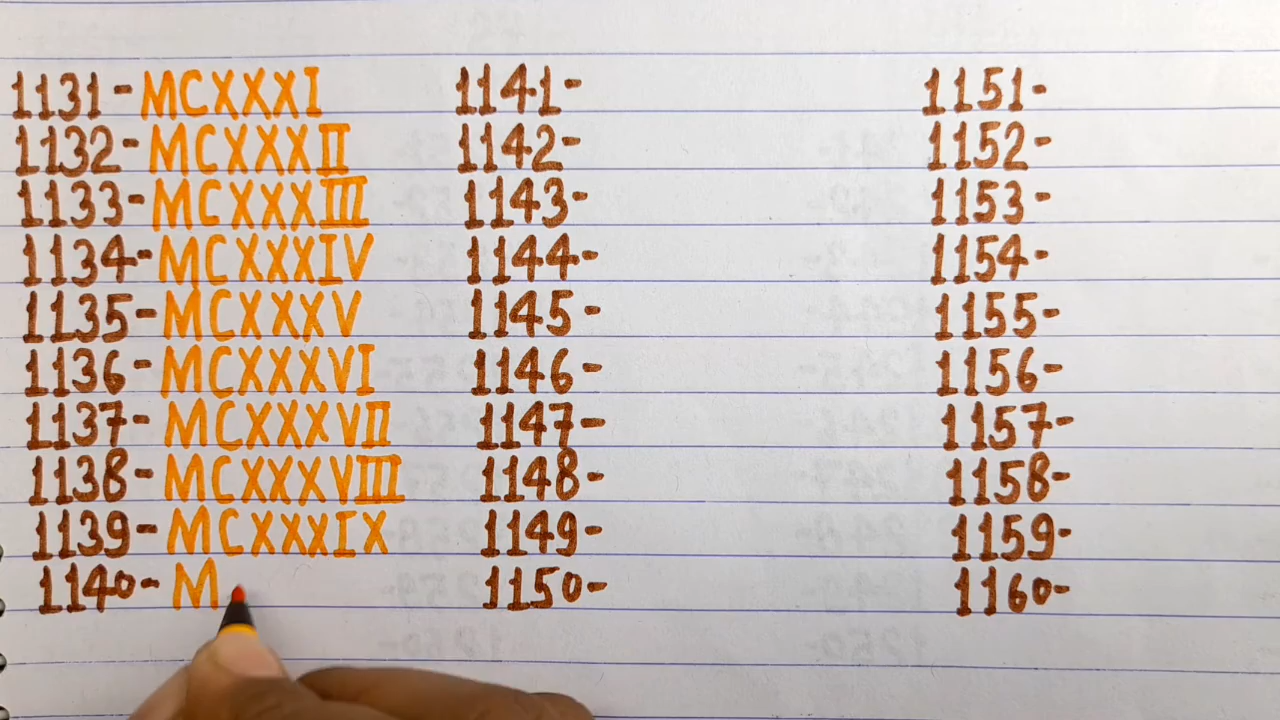 1131-MCXXXI 1141- 1151-
1132-MCXXXII 1142- 1152-
1133-MCXXXIII 1143- 1153-
1134-MCXXXIV 1144- 1154-
1135-MCXXXV 1145- 1155-
1136-MCXXXVI 1146- 1156-
1137-MCXXXVII 1147- 1157-
1138-MCXXXVIII 1148- 1158-
1139-MCXXXIX 1149- 1159-
1140-M 1150- 1160-